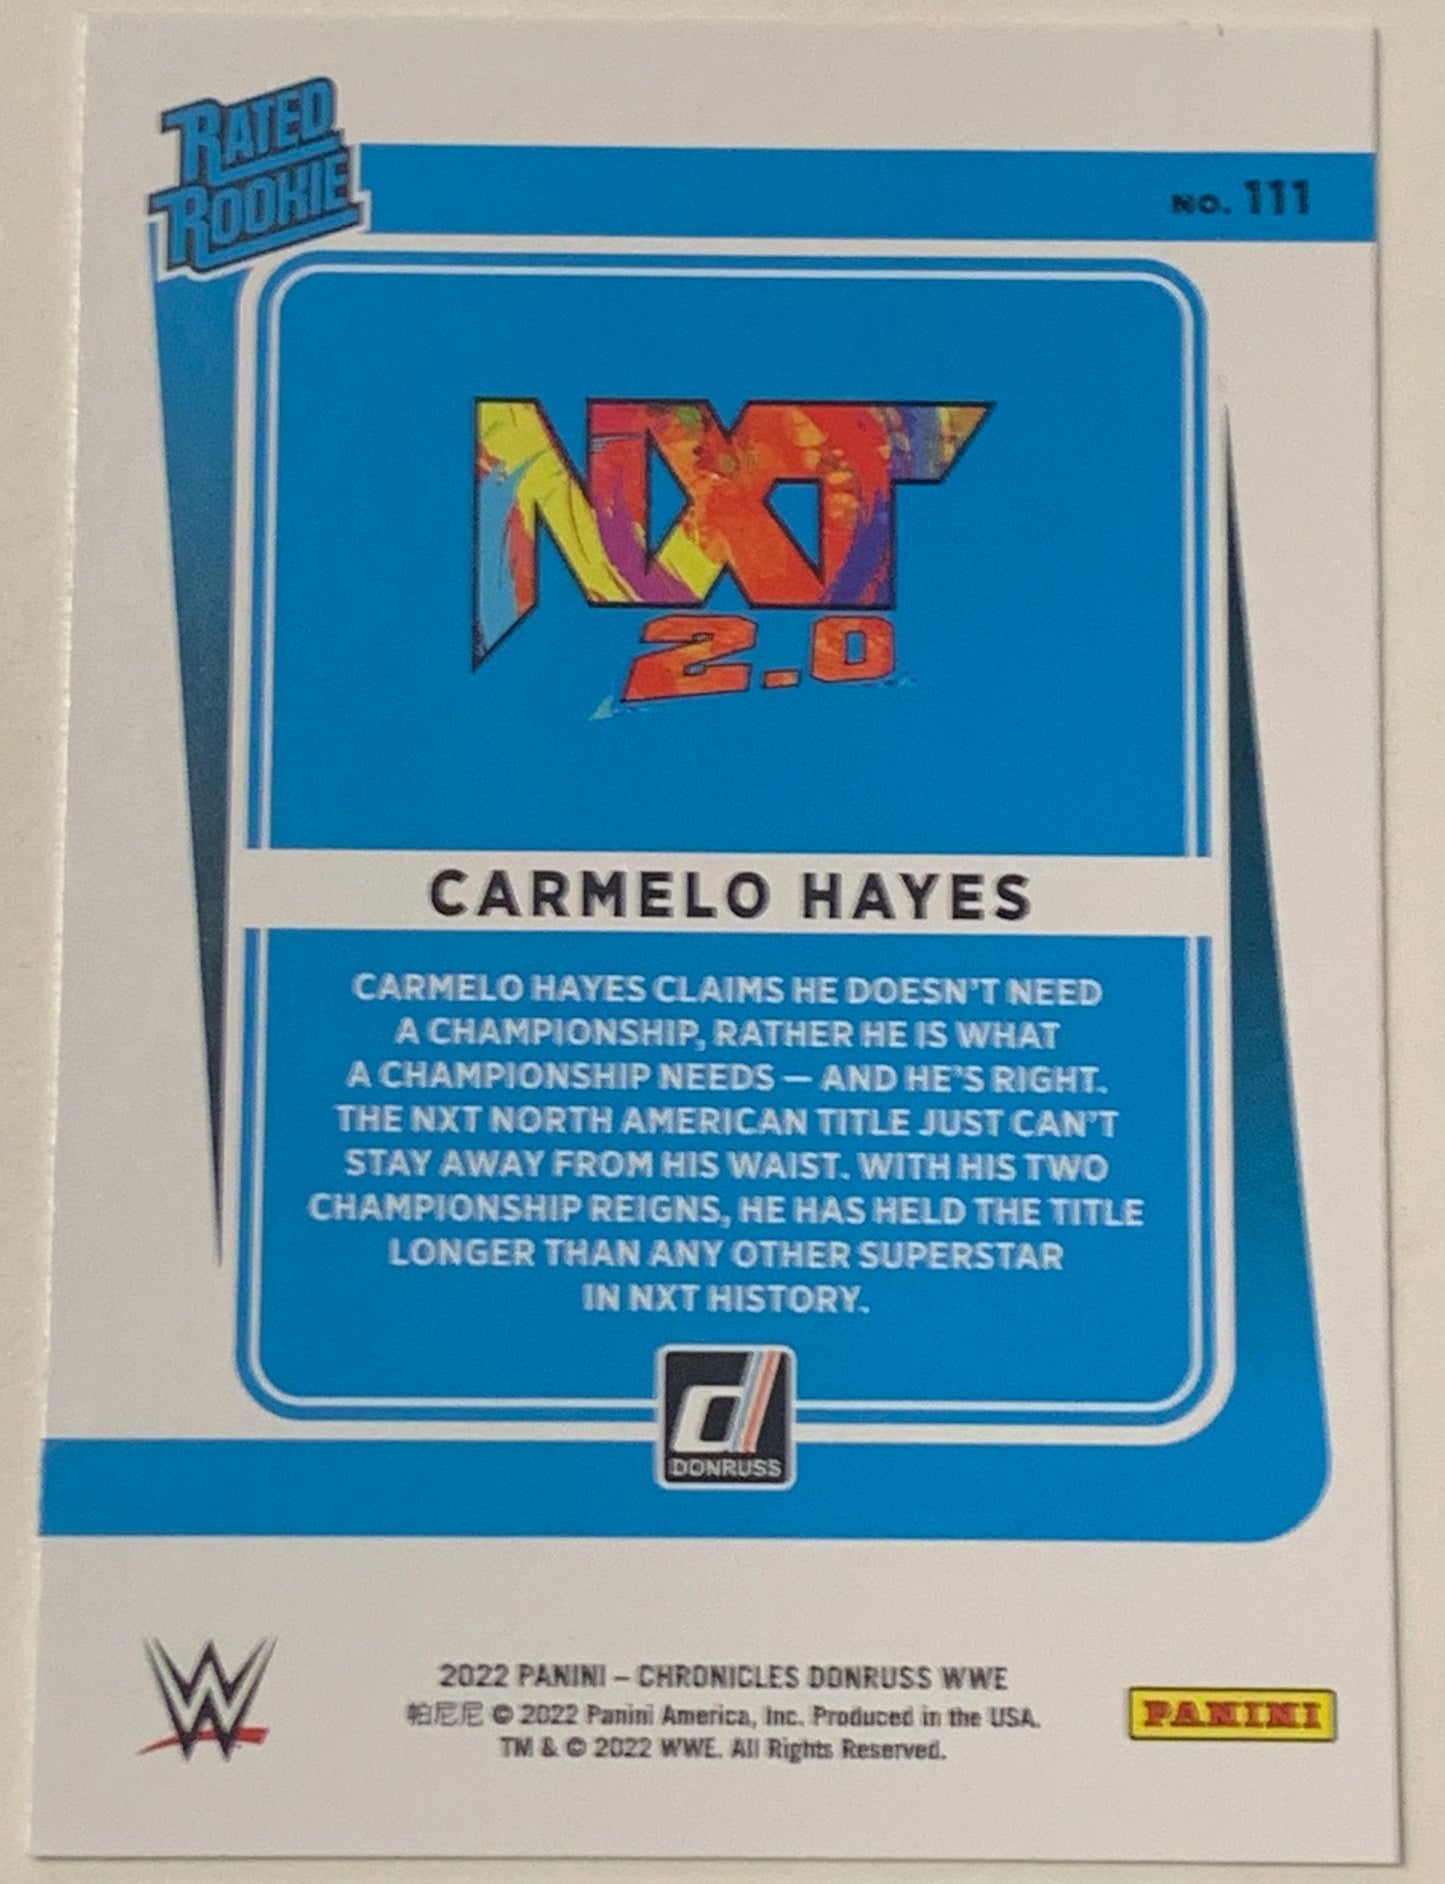 RATED
ROOKIE
NO. 111
NXT
2.0
CARMELO HAYES
CARMELO HAYES CLAIMS HE DOESN'T NEED
A CHAMPIONSHIP, RATHER HE IS WHAT
A CHAMPIONSHIP NEEDS — AND HE'S RIGHT.
THE NXT NORTH AMERICAN TITLE JUST CAN'T
STAY AWAY FROM HIS WAIST. WITH HIS TWO
CHAMPIONSHIP REIGNS, HE HAS HELD THE TITLE
LONGER THAN ANY OTHER SUPERSTAR
IN NXT HISTORY.
d
DONRUSS
W
2022 PANINI – CHRONICLES DONRUSS WWE
帕尼尼 © 2022 Panini America, Inc. Produced in the USA.
TM & © 2022 WWE. All Rights Reserved.
PANINI